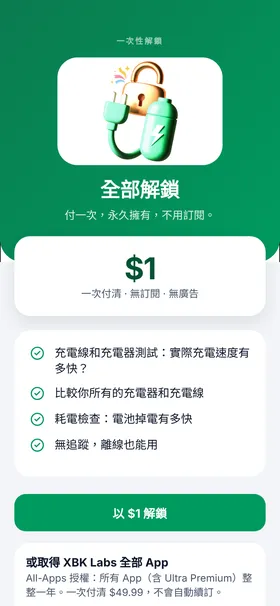 一次性解鎖
全部解鎖
付一次，永久擁有，不用訂閱。
$1
一次付清 · 無訂閱 · 無廣告
充電線和充電器測試：實際充電速度有
多快？
比較你所有的充電器和充電線
耗電檢查：電池掉電有多快
無追蹤，離線也能用
以 $1 解鎖
或取得 XBK Labs 全部 App
All-Apps 授權：所有 App（含 Ultra Premium）整
整一年。一次付清 $49.99，不會自動續訂。